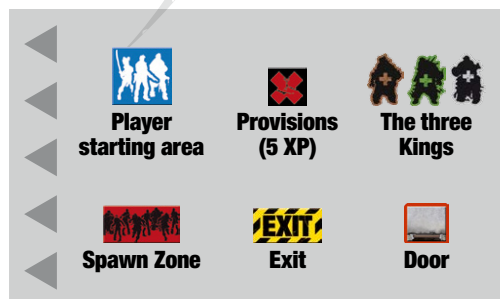 Player
starting area
Provisions
(5 XP)
The three
Kings
Spawn Zone
EXIT
Exit
Door